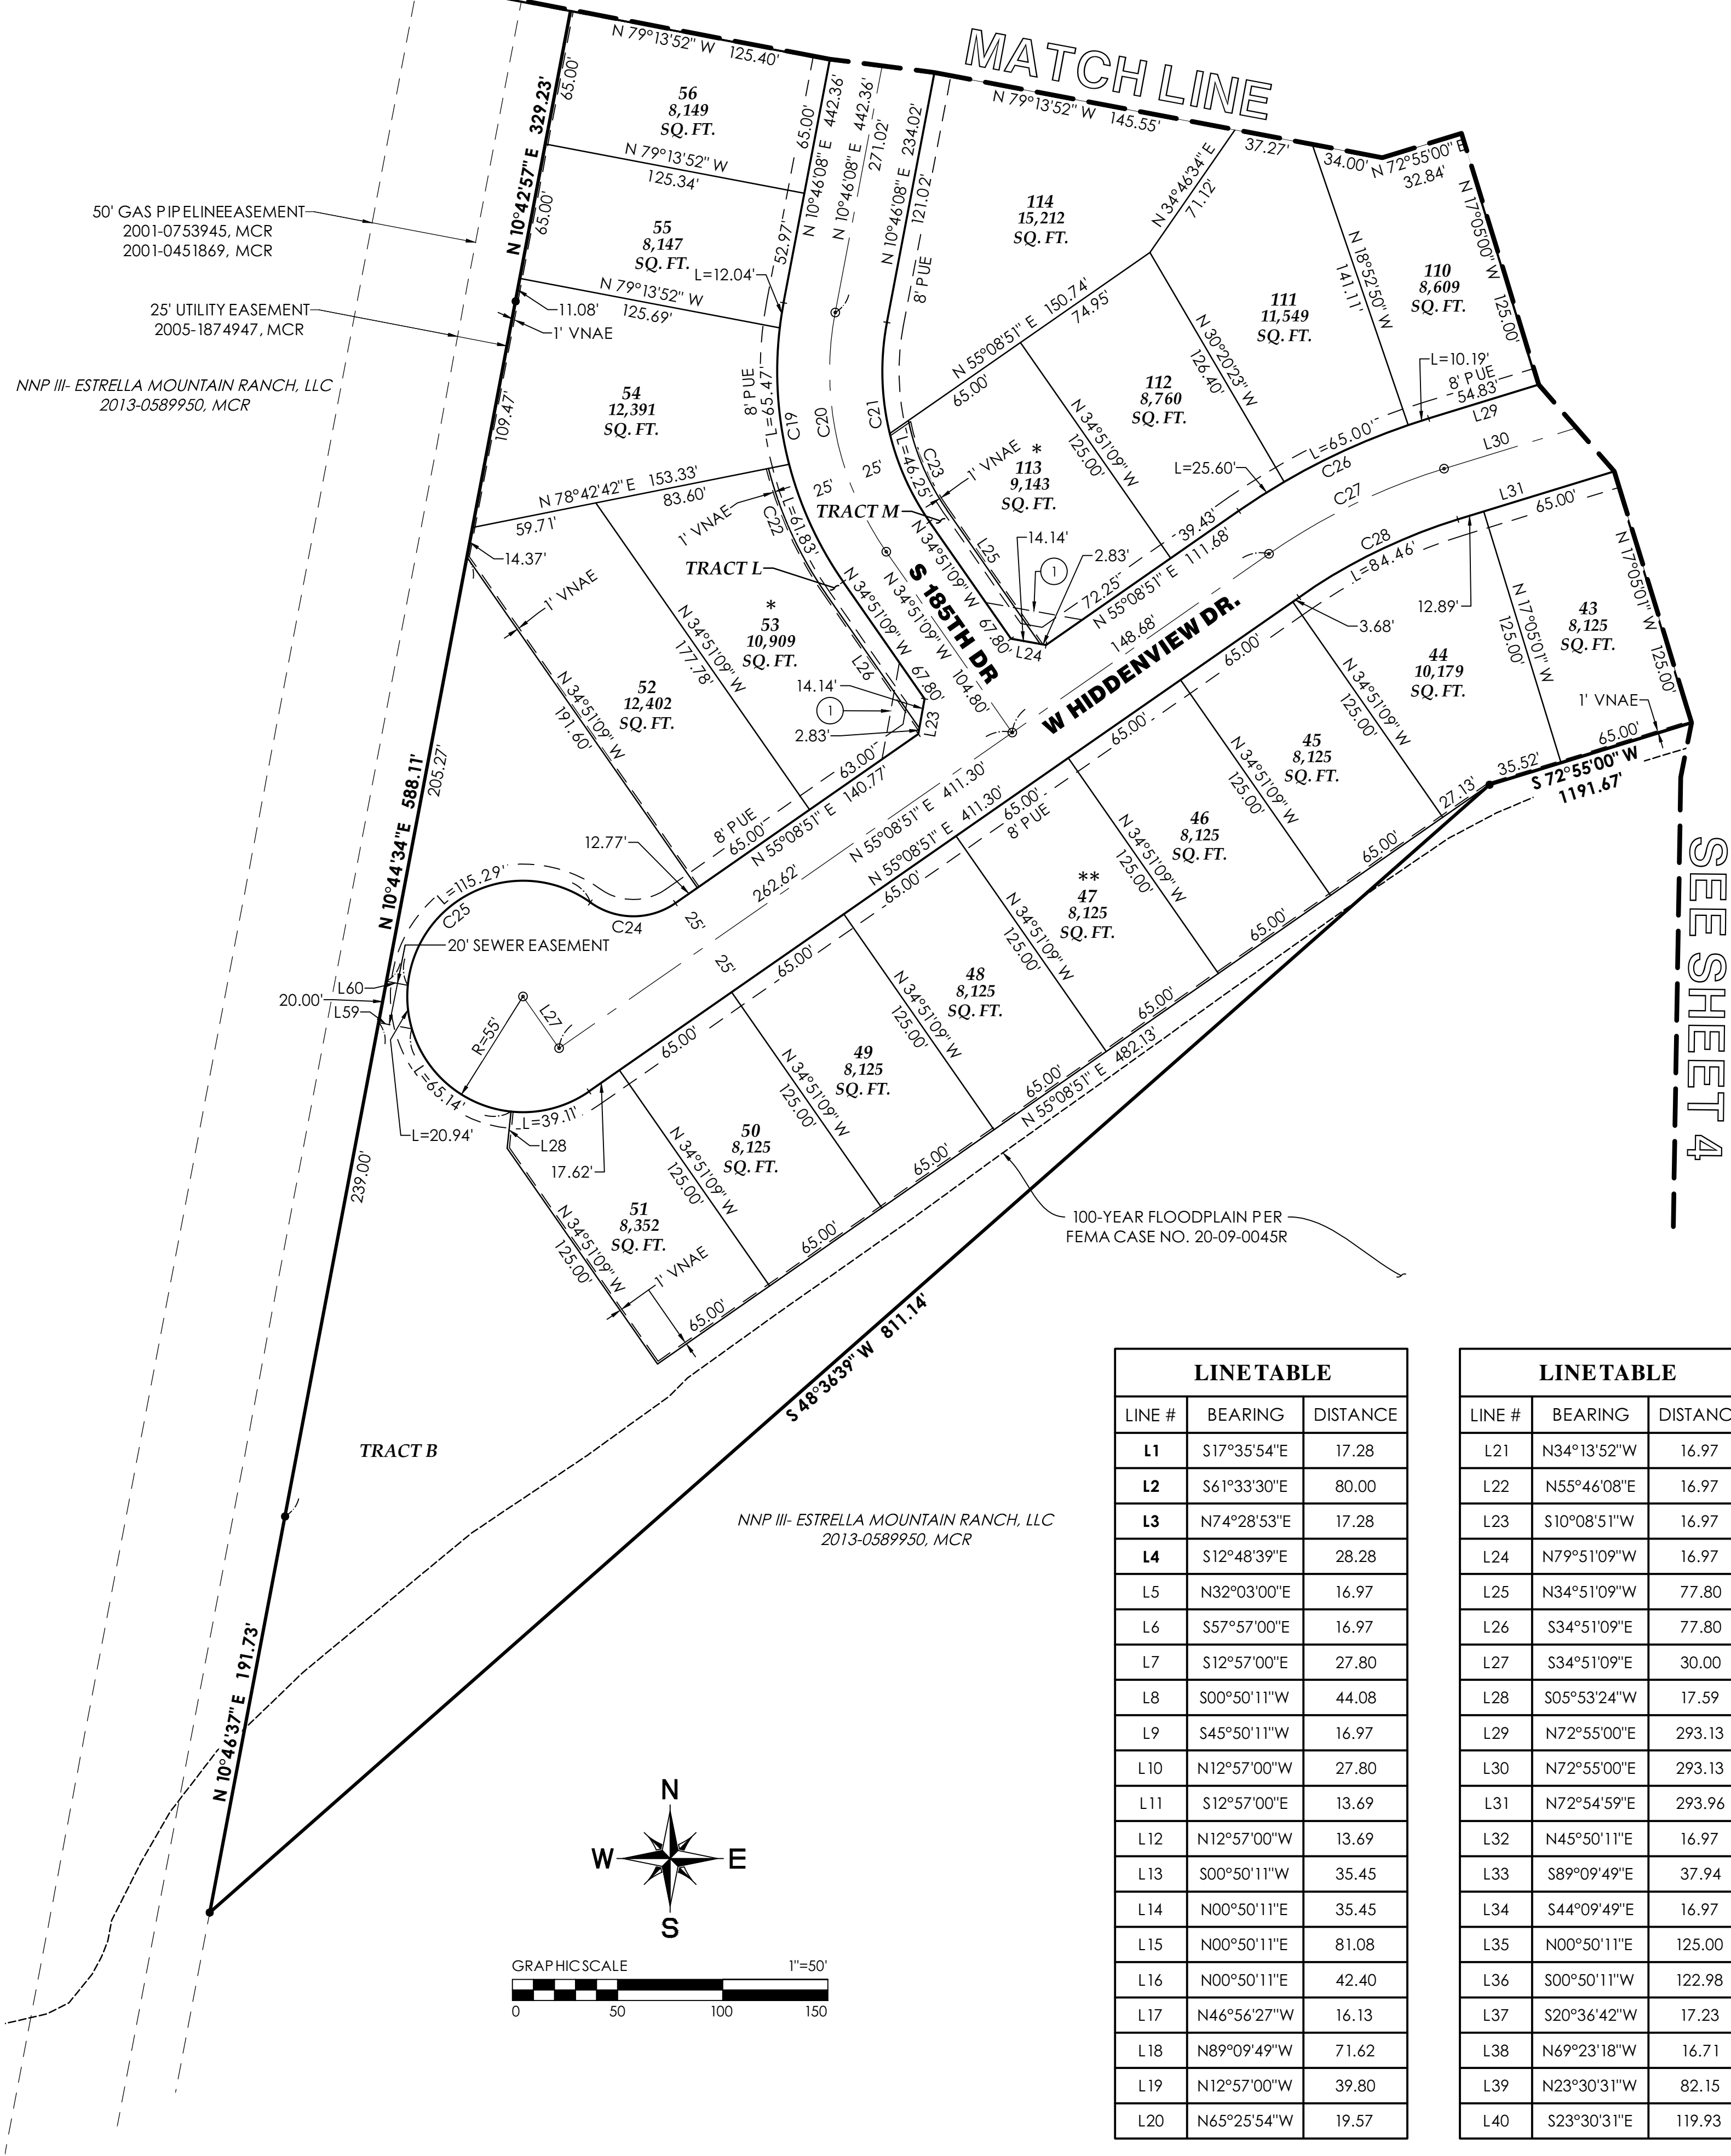 MATCH LINE
N 79°13'52" W 125.40'
N 79°13'52" W 145.55'
37.27'
34.00'
N 72°55'00" E
32.84'
N 17°05'00" W 125.00'
N 10°42'57" E 329.23'
65.00'
56
8,149
SQ. FT.
65.00'
N 10°46'08" E 442.36'
N 10°46'08" E 442.36'
271.02'
N 10°46'08" E 234.02'
121.02'
8' PUE
N 79°13'52" W
125.34'
65.00'
55
8,147
SQ. FT.
52.97'
L=12.04'
N 79°13'52" W
125.69'
11.08'
1' VNAE
50' GAS PIPELINEEASEMENT
2001-0753945, MCR
2001-0451869, MCR
25' UTILITY EASEMENT
2005-1874947, MCR
NNP III- ESTRELLA MOUNTAIN RANCH, LLC
2013-0589950, MCR
114
15,212
SQ. FT.
N 34°46'34" E
71.12'
N 18°52'50" W
141.11'
110
8,609
SQ. FT.
111
11,549
SQ. FT.
N 55°08'51" E 150.74'
74.95'
65.00'
N 30°20'23" W
126.40'
L=10.19'
8' PUE
54.83'
L29
L30
L31
65.00'
112
8,760
SQ. FT.
N 34°51'09" W
125.00'
L=65.00'
C26
C27
C28
L=25.60'
L=84.46'
54
12,391
SQ. FT.
109.47'
8' PUE
L=65.47'
C19
C20
C21
N 78°42'42" E 153.33'
83.60'
59.71'
14.37'
1' VNAE
1' VNAE
C22
L=61.83'
25'
25'
L=46.25'
C23
1' VNAE
*
113
9,143
SQ. FT.
TRACT M
TRACT L
L25
14.14'
1
2.83'
39.43'
72.25'
N 55°08'51" E 111.68'
N 34°51'09" W 67.80'
L24
S 185TH DR
N 34°51'09" W 104.80'
N 34°51'09" W 67.80'
148.68'
W HIDDENVIEW DR.
*
53
10,909
SQ. FT.
L26
14.14'
1
2.83'
L23
N 34°51'09" W
177.78'
52
12,402
SQ. FT.
N 34°51'09" W
191.60'
63.00'
N 55°08'51" E 140.77'
8' PUE
65.00'
12.77'
N 10°44'34"E 588.11'
205.27'
N 17°05'01" W 125.00'
43
8,125
SQ. FT.
12.89'
N 17°05'01" W
125.00'
3.68'
44
10,179
SQ. FT.
N 34°51'09" W
125.00'
1' VNAE
65.00'
35.52'
S 72°55'00" W
1191.67'
27.13'
65.00'
65.00'
45
8,125
SQ. FT.
N 34°51'09" W
125.00'
65.00'
65.00'
46
8,125
SQ. FT.
N 34°51'09" W
125.00'
65.00'
65.00'
8' PUE
**
47
8,125
SQ. FT.
N 34°51'09" W
125.00'
65.00'
65.00'
N 55°08'51" E 411.30'
N 55°08'51" E 411.30'
262.62'
25'
25'
48
8,125
SQ. FT.
N 34°51'09" W
125.00'
65.00'
65.00'
N 55°08'51" E 482.13'
49
8,125
SQ. FT.
N 34°51'09" W
125.00'
65.00'
65.00'
50
8,125
SQ. FT.
N 34°51'09" W
125.00'
65.00'
51
8,352
SQ. FT.
N 34°51'09" W
125.00'
1' VNAE
65.00'
17.62'
L28
L=39.11'
L=20.94'
L=65.14'
R=55'
L27
L=115.29'
C25
C24
20' SEWER EASEMENT
L60
20.00'
L59
239.00'
SEE SHEET 4
100-YEAR FLOODPLAIN PER
FEMA CASE NO. 20-09-0045R
S 48°36'39" W 811.14'
TRACT B
NNP III- ESTRELLA MOUNTAIN RANCH, LLC
2013-0589950, MCR
N 10°46'37" E 191.73'
N
W E
S
GRAPHIC SCALE 1"=50'
0 50 100 150
LINE TABLE
LINE # BEARING DISTANCE
L1 S17°35'54"E 17.28
L2 S61°33'30"E 80.00
L3 N74°28'53"E 17.28
L4 S12°48'39"E 28.28
L5 N32°03'00"E 16.97
L6 S57°57'00"E 16.97
L7 S12°57'00"E 27.80
L8 S00°50'11"W 44.08
L9 S45°50'11"W 16.97
L10 N12°57'00"W 27.80
L11 S12°57'00"E 13.69
L12 N12°57'00"W 13.69
L13 S00°50'11"W 35.45
L14 N00°50'11"E 35.45
L15 N00°50'11"E 81.08
L16 N00°50'11"E 42.40
L17 N46°56'27"W 16.13
L18 N89°09'49"W 71.62
L19 N12°57'00"W 39.80
L20 N65°25'54"W 19.57
LINE TABLE
LINE # BEARING DISTANC
L21 N34°13'52"W 16.97
L22 N55°46'08"E 16.97
L23 S10°08'51"W 16.97
L24 N79°51'09"W 16.97
L25 N34°51'09"W 77.80
L26 S34°51'09"E 77.80
L27 S34°51'09"E 30.00
L28 S05°53'24"W 17.59
L29 N72°55'00"E 293.13
L30 N72°55'00"E 293.13
L31 N72°54'59"E 293.96
L32 N45°50'11"E 16.97
L33 S89°09'49"E 37.94
L34 S44°09'49"E 16.97
L35 N00°50'11"E 125.00
L36 S00°50'11"W 122.98
L37 S20°36'42"W 17.23
L38 N69°23'18"W 16.71
L39 N23°30'31"W 82.15
L40 S23°30'31"E 119.93